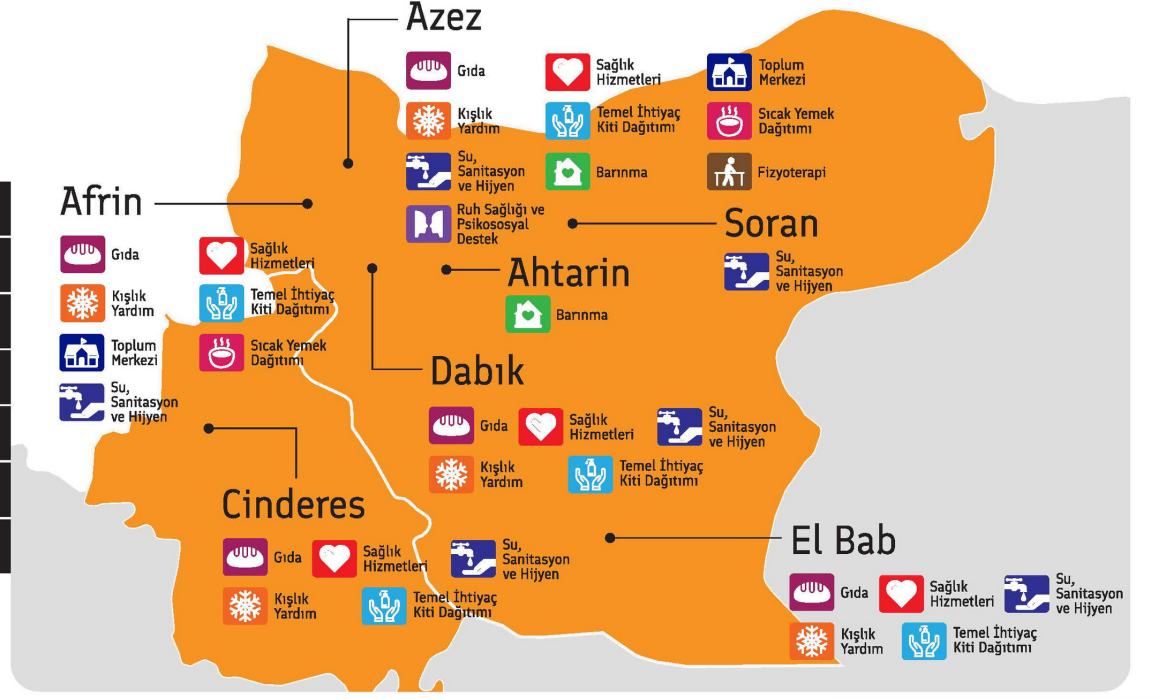 Azez
Gıda
Sağlık
Hizmetleri
Toplum
Merkezi
Kışlık
Yardım
Temel İhtiyaç
Kiti Dağıtımı
Sıcak Yemek
Dağıtımı
Su,
Sanitasyon
ve Hijyen
Barınma
Fizyoterapi
Ruh Sağlığı ve
Psikososyal
Destek
Afrin
Gıda
Sağlık
Hizmetleri
Kışlık
Yardım
Temel İhtiyaç
Kiti Dağıtımı
Toplum
Merkezi
Sıcak Yemek
Dağıtımı
Su,
Sanitasyon
ve Hijyen
Soran
Su,
Sanitasyon
ve Hijyen
Ahtarin
Barınma
Dabık
Gıda
Sağlık
Hizmetleri
Su,
Sanitasyon
ve Hijyen
Kışlık
Yardım
Temel İhtiyaç
Kiti Dağıtımı
Cinderes
Gıda
Sağlık
Hizmetleri
Su,
Sanitasyon
ve Hijyen
Kışlık
Yardım
Temel İhtiyaç
Kiti Dağıtımı
El Bab
Gıda
Sağlık
Hizmetleri
Su,
Sanitasyon
ve Hijyen
Kışlık
Yardım
Temel İhtiyaç
Kiti Dağıtımı